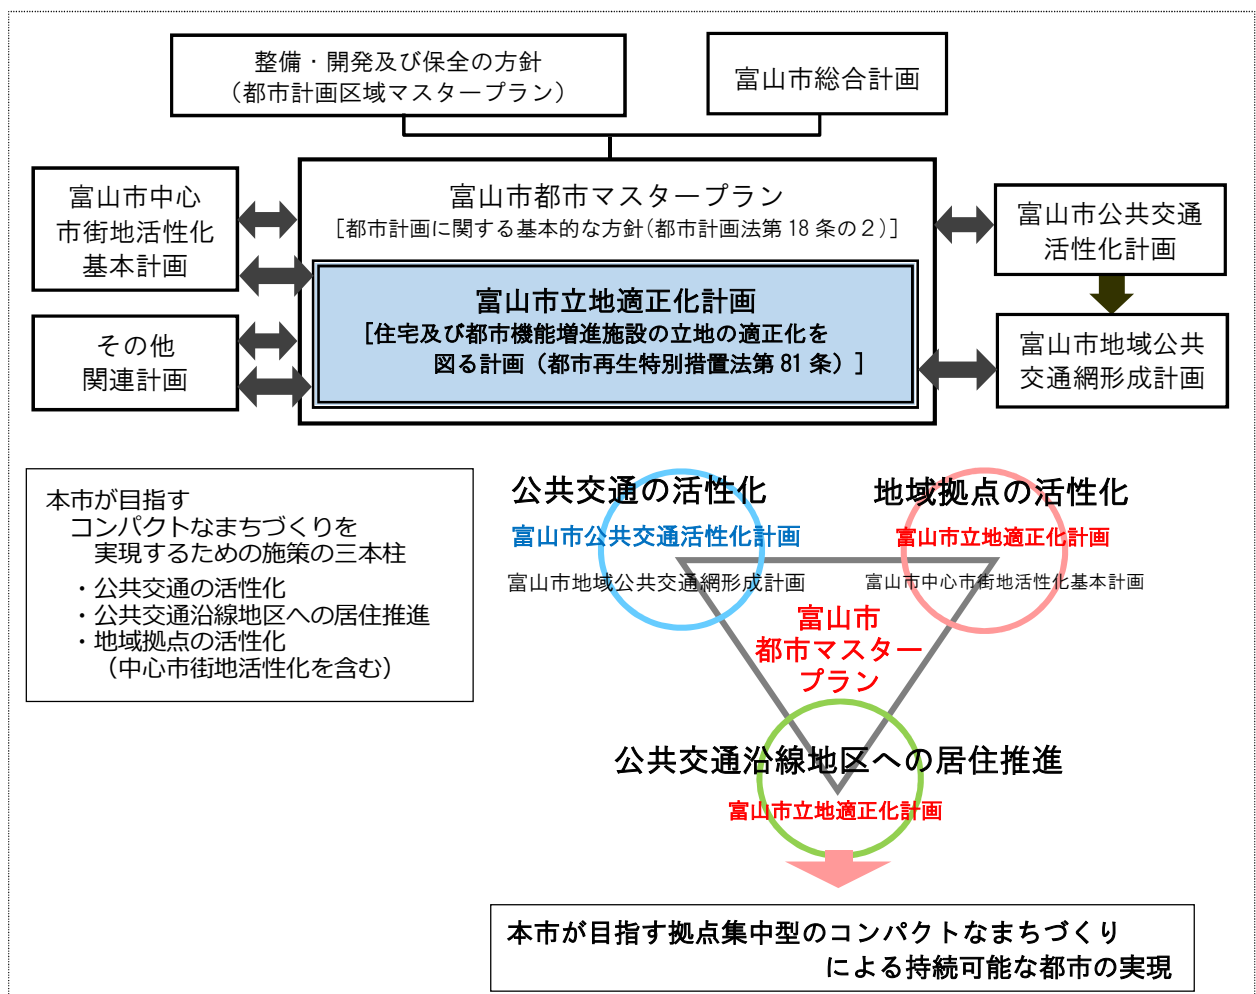 整備・開発及び保全の方針
（都市計画区域マスタープラン）
富山市総合計画
富山市中心
市街地活性化
基本計画
その他
関連計画
富山市都市マスタープラン
［都市計画に関する基本的な方針（都市計画法第 18 条の２）］
富山市立地適正化計画
［住宅及び都市機能増進施設の立地の適正化を
図る計画（都市再生特別措置法第 81 条）］
富山市公共交通
活性化計画
富山市地域公共
交通網形成計画
本市が目指す
コンパクトなまちづくりを
実現するための施策の三本柱
・公共交通の活性化
・公共交通沿線地区への居住推進
・地域拠点の活性化
（中心市街地活性化を含む）
公共交通の活性化
富山市公共交通活性化計画
富山市地域公共交通網形成計画
地域拠点の活性化
富山市立地適正化計画
富山市中心市街地活性化基本計画
富山市
都市マスター
プラン
公共交通沿線地区への居住推進
富山市立地適正化計画
本市が目指す拠点集中型のコンパクトなまちづくり
による持続可能な都市の実現